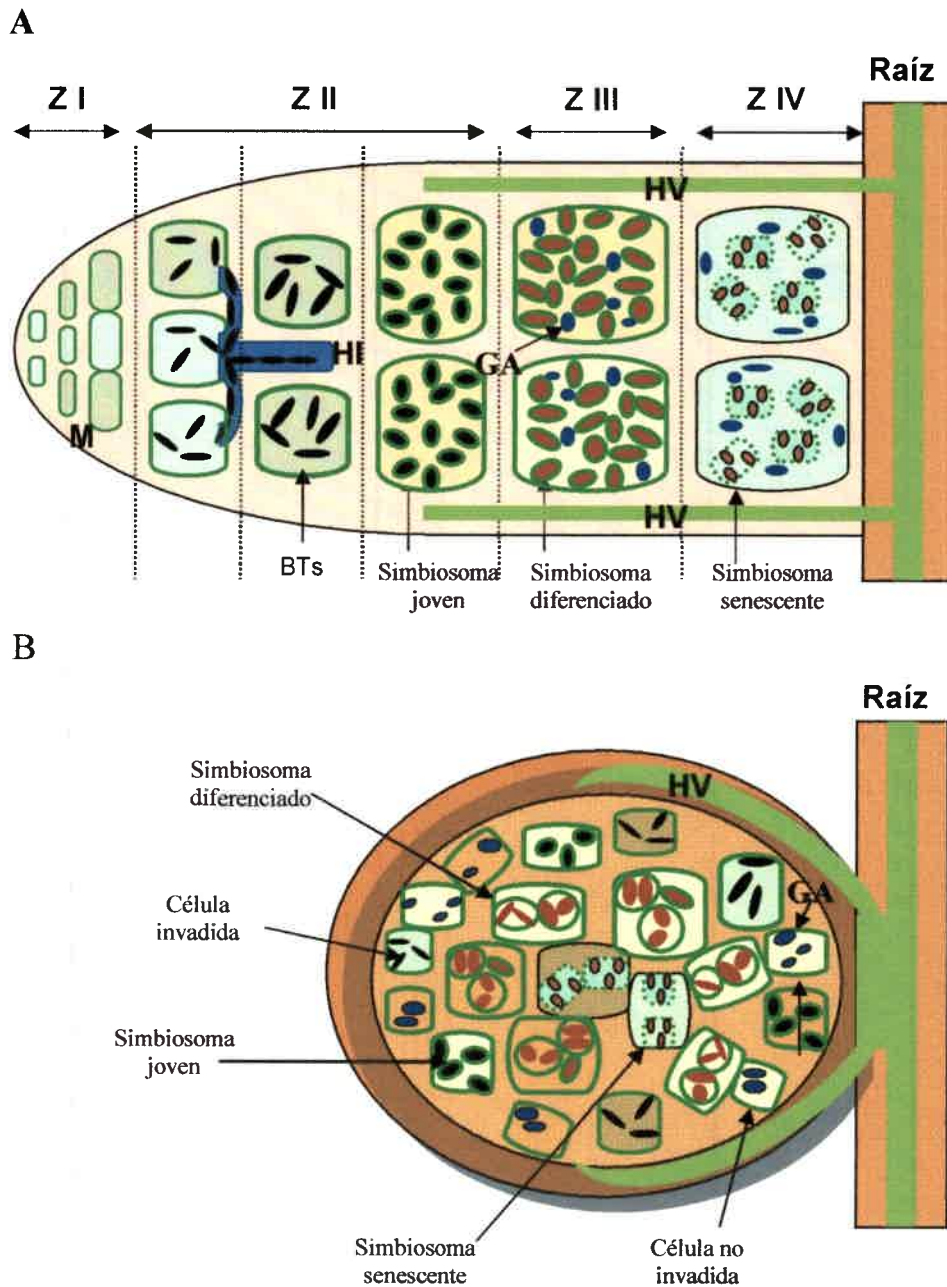 A
Raíz
Z I
Z II
Z III
Z IV
HV
HI
GA
M
HV
BTs
Simbiosoma
joven
Simbiosoma
diferenciado
Simbiosoma
senescente
B
Raíz
Simbiosoma
diferenciado
HV
Célula
invadida
GA
Simbiosoma
joven
Simbiosoma
senescente
Célula no
invadida